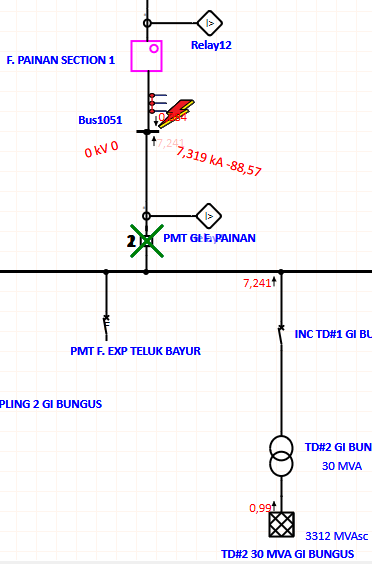 I>
Relay12
F. PAINAN SECTION 1
Bus1051
7,241
0 kV 0
7,319 kA -88,57
I>
2
PMT GI F. PAINAN
7,241
INC TD#1 GI BU
PMT F. EXP TELUK BAYUR
PLING 2 GI BUNGUS
TD#2 GI BUN
30 MVA
0,99
3312 MVAsc
TD#2 30 MVA GI BUNGUS